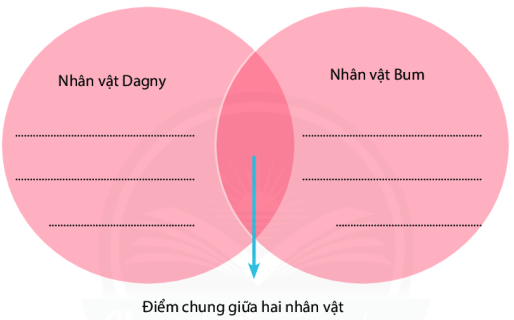 Nhân vật Dagny
Nhân vật Bum
Điểm chung giữa hai nhân vật